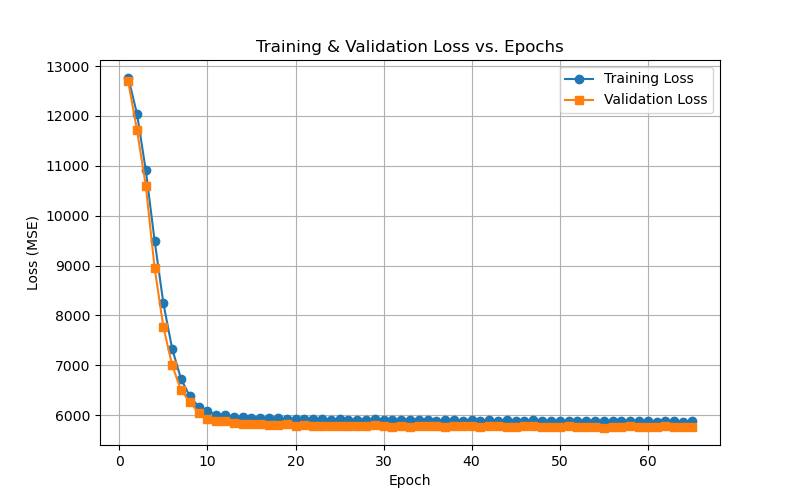 Training & Validation Loss vs. Epochs
13000
12000
11000
10000
9000
8000
7000
6000
Loss (MSE)
Training Loss
Validation Loss
0 10 20 30 40 50 60
Epoch